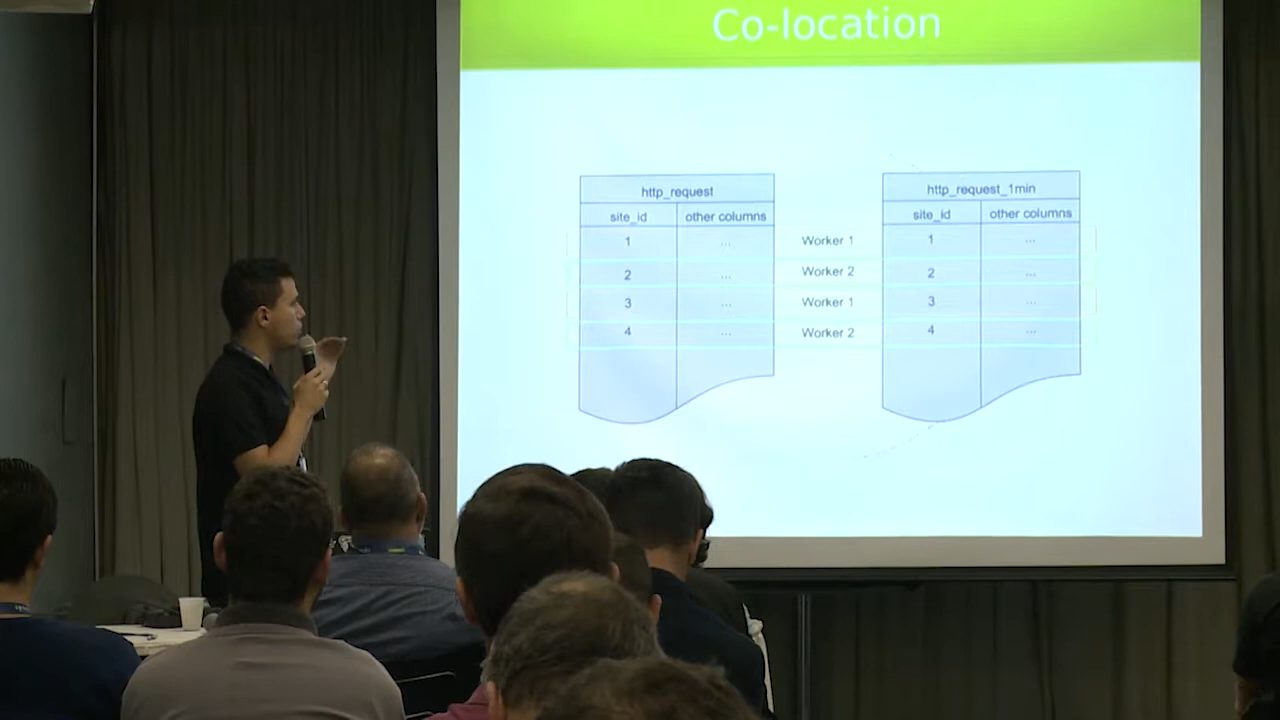 Co-location
http_request
site_id other columns
1 ...
2 ...
3 ...
4 ...
Worker 1
Worker 2
Worker 1
Worker 2
http_request_1min
site_id other columns
1 ...
2 ...
3 ...
4 ...